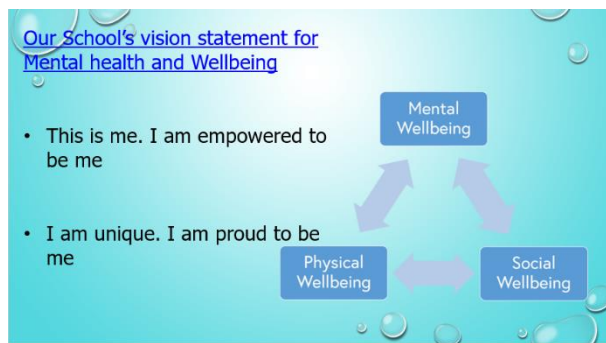 Our School's vision statement for
Mental health and Wellbeing
• This is me. I am empowered to
be me
• I am unique. I am proud to be
me
Mental
Wellbeing
Physical
Wellbeing
Social
Wellbeing